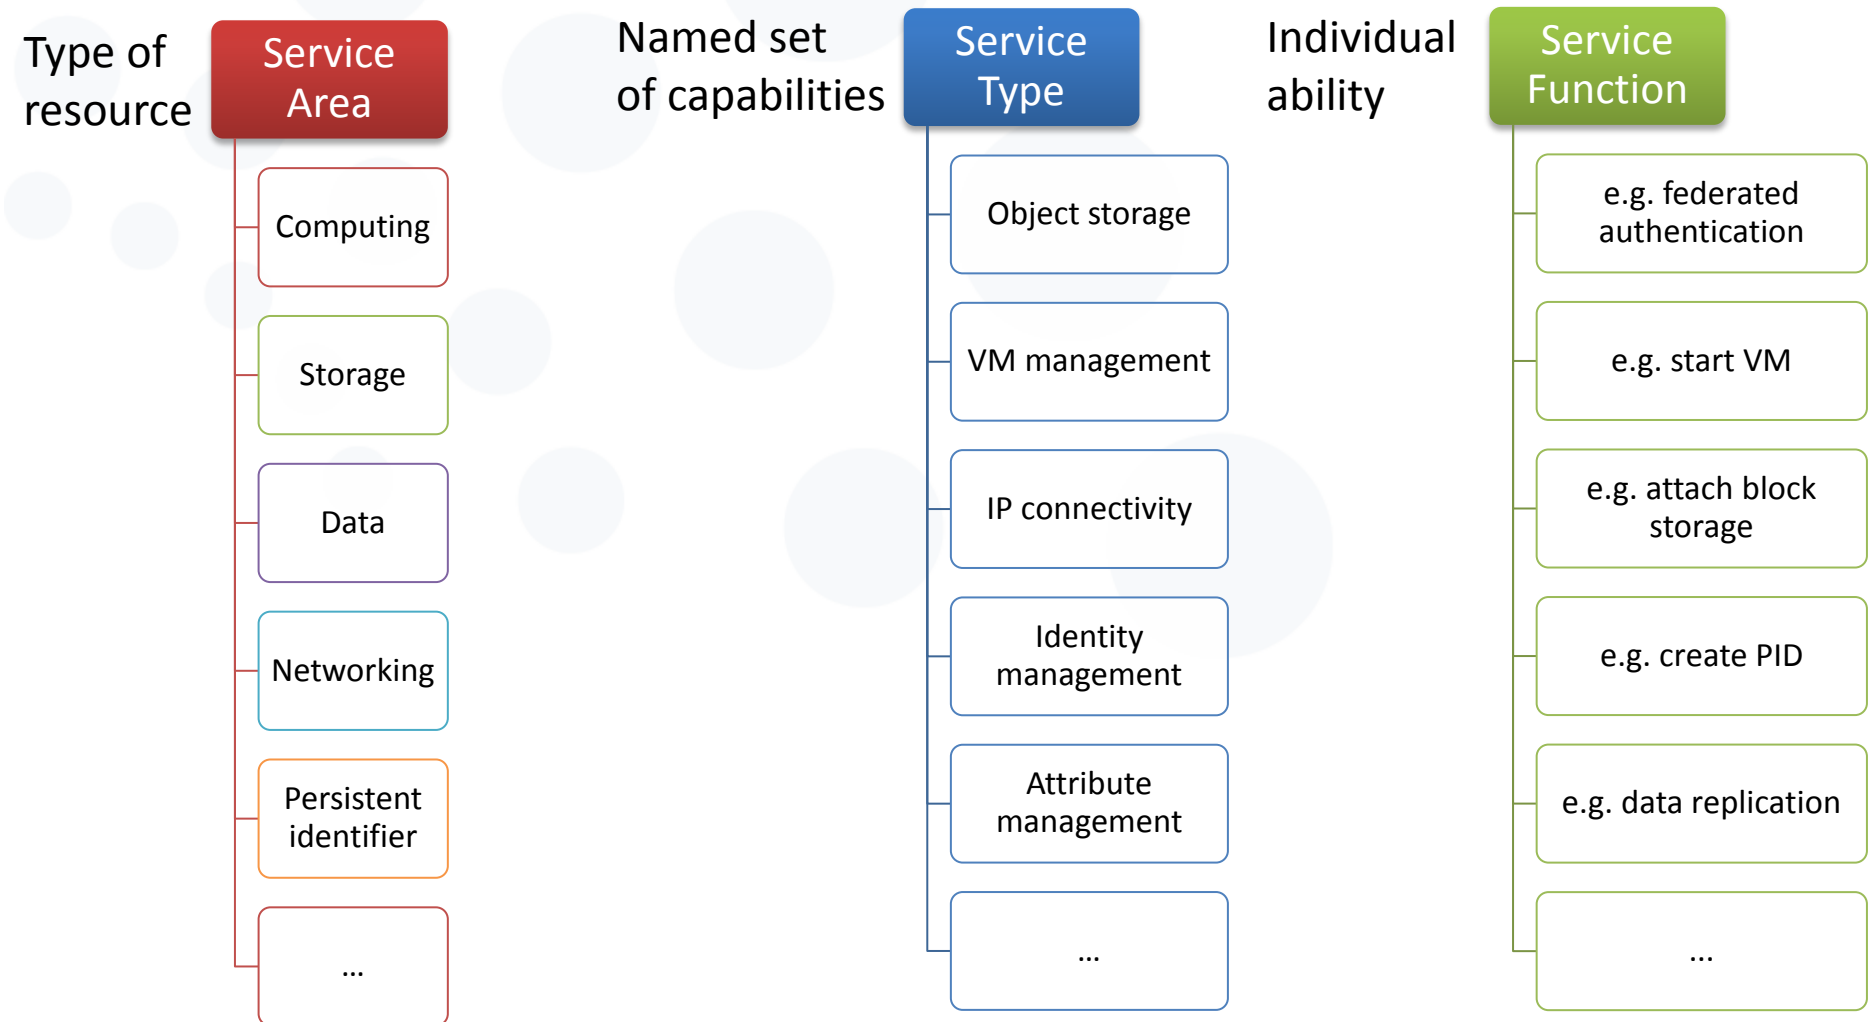 Type of
resource
Service
Area
Computing
Storage
Data
Networking
Persistent
identifier
...
Named set
of capabilities
Service
Type
Object storage
VM management
IP connectivity
Identity
management
Attribute
management
...
Individual
ability
Service
Function
e.g. federated
authentication
e.g. start VM
e.g. attach block
storage
e.g. create PID
e.g. data replication
...